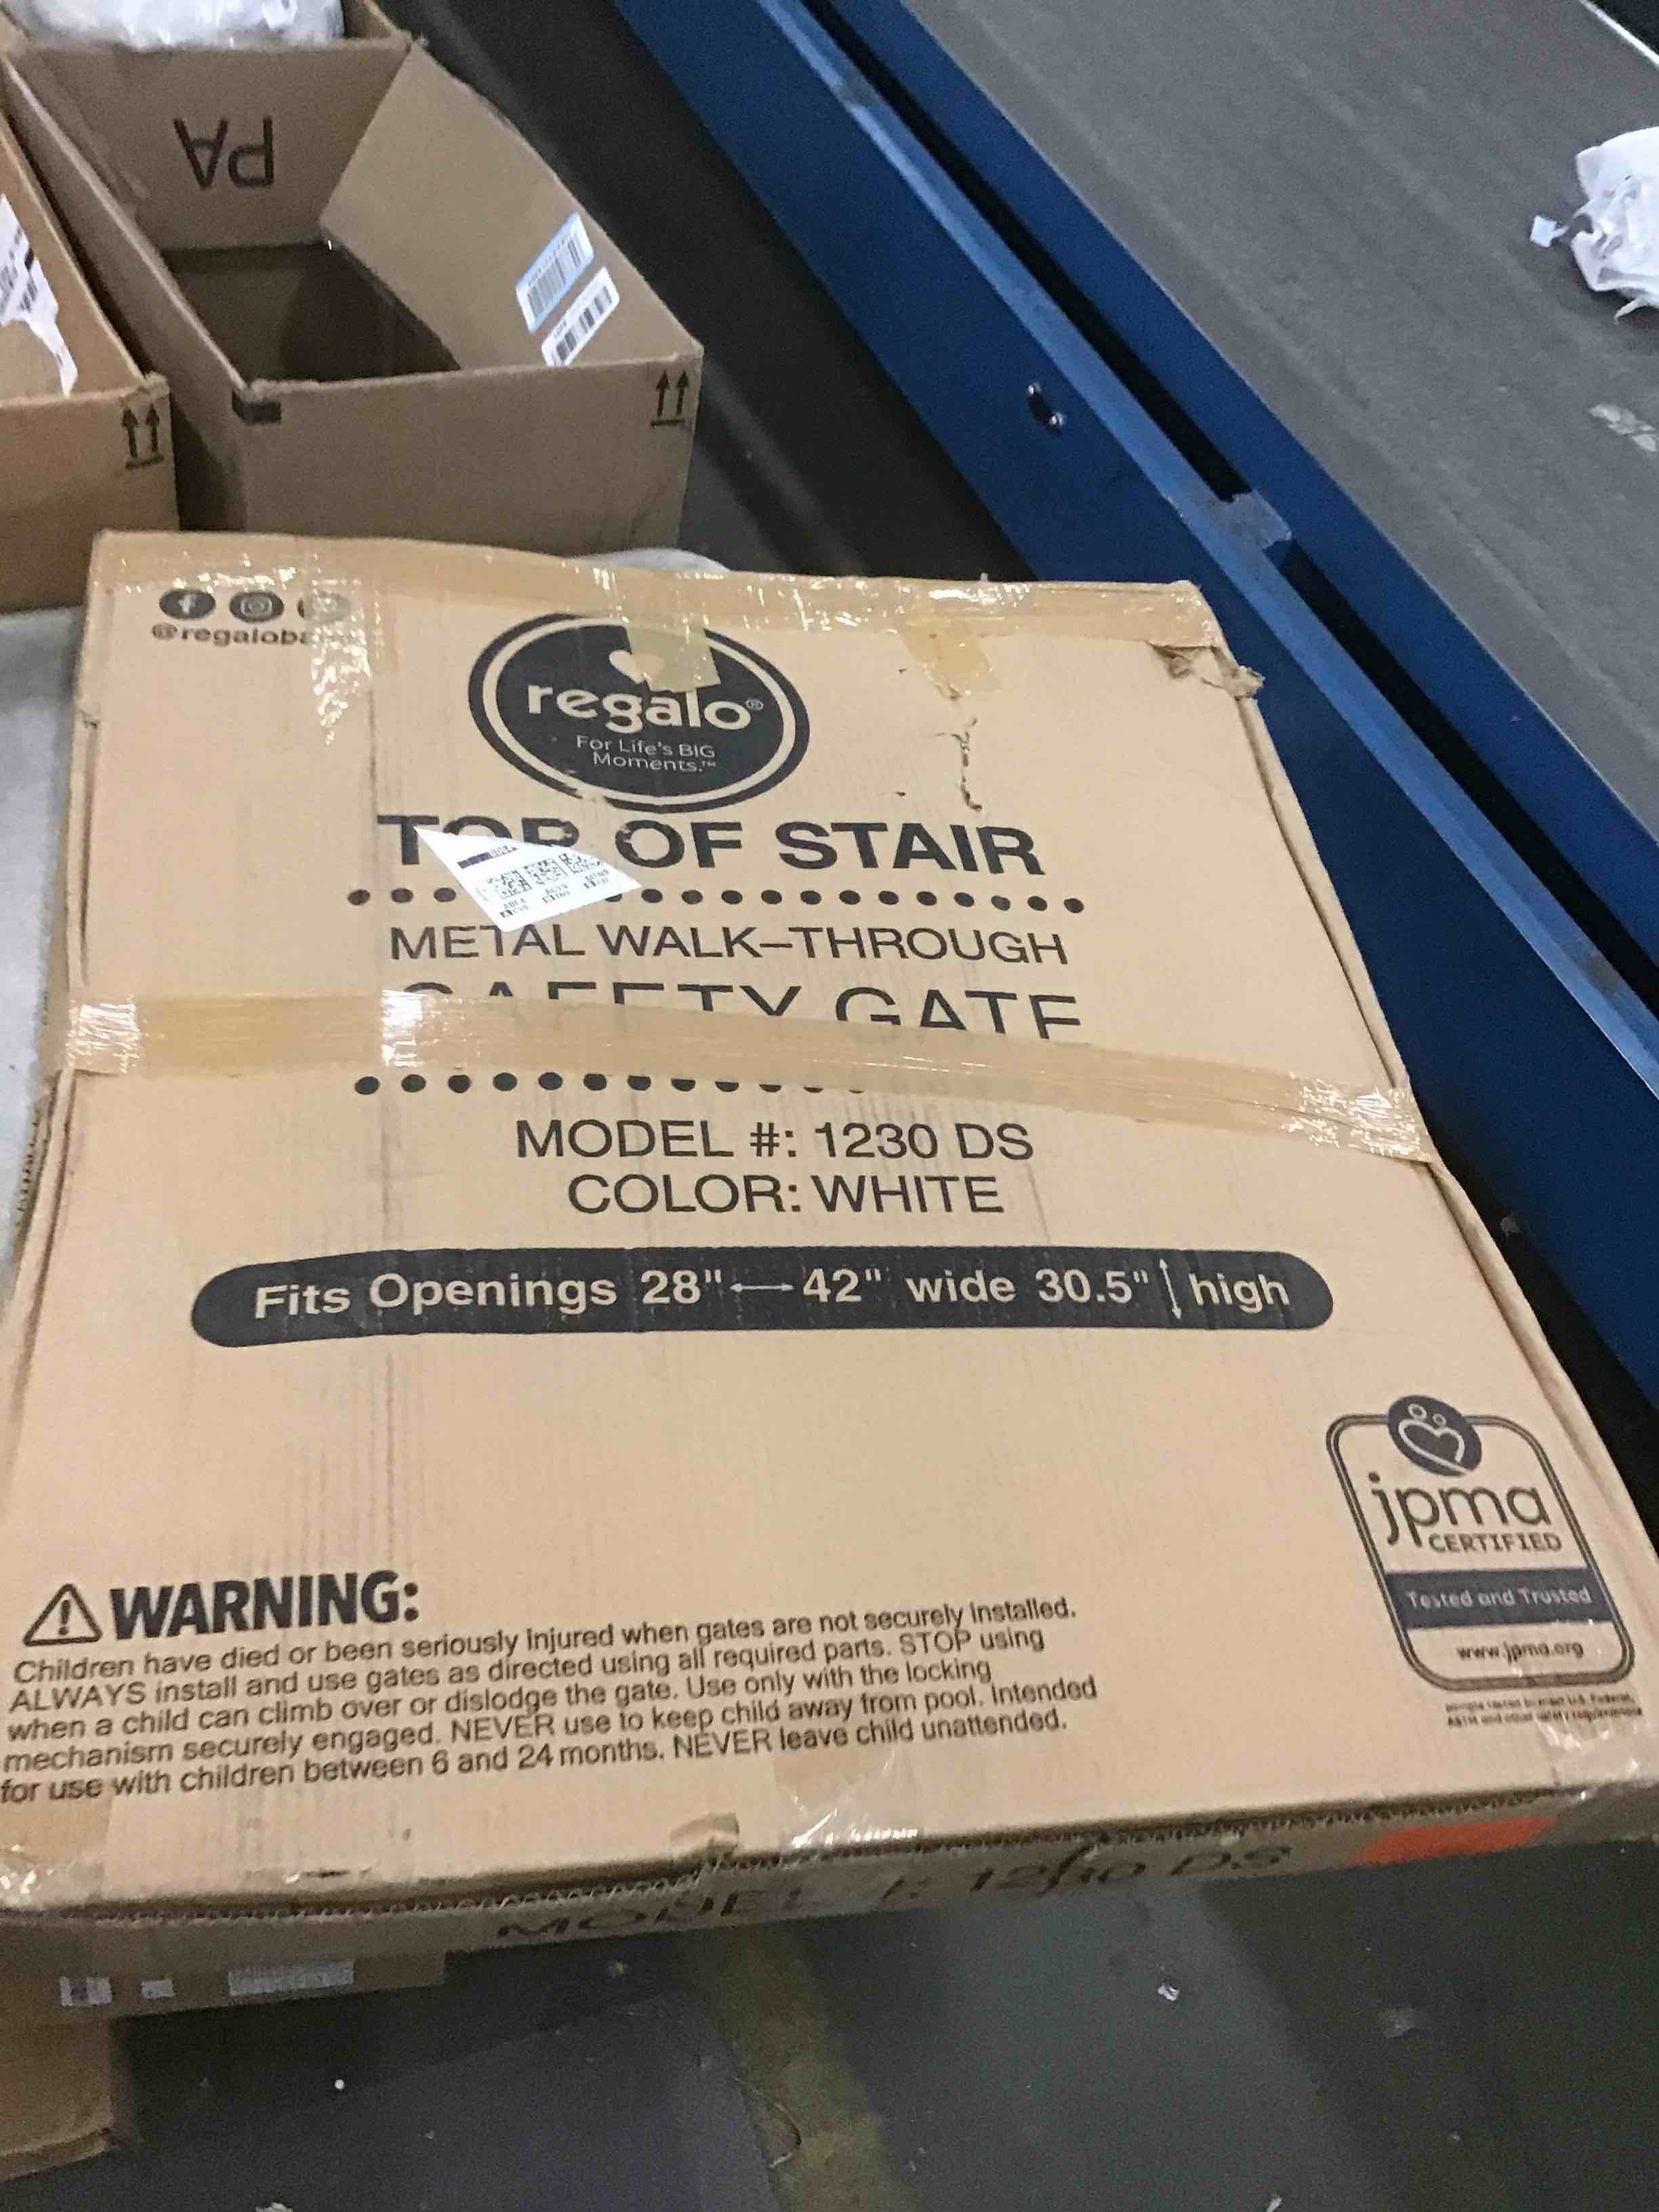 PA
@regaloba
regalo®
For Life's BIG
Moments.™
TOP OF STAIR
METAL WALK-THROUGH
SAFETY GATE
MODEL #: 1230 DS
COLOR: WHITE
Fits Openings 28" ⟷ 42" wide 30.5" ↕ high
jpma
CERTIFIED
Tested and Trusted
www.jpma.org
WARNING:
Children have died or been seriously injured when gates are not securely installed.
ALWAYS install and use gates as directed using all required parts. STOP using
when a child can climb over or dislodge the gate. Use only with the locking
mechanism securely engaged. NEVER use to keep child away from pool. Intended
for use with children between 6 and 24 months. NEVER leave child unattended.
MODEL #: 1230 DS